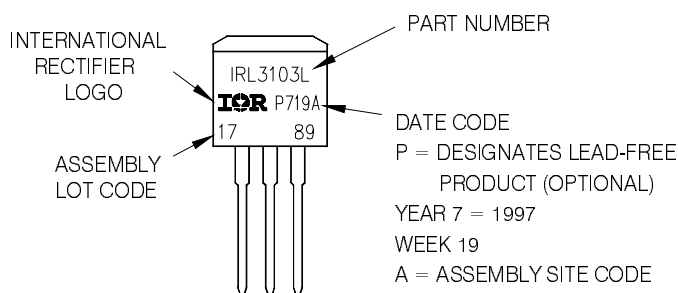 INTERNATIONAL
RECTIFIER
LOGO
ASSEMBLY
LOT CODE
IRL3103L
IOR P719A
17 89
PART NUMBER
DATE CODE
P = DESIGNATES LEAD-FREE
PRODUCT (OPTIONAL)
YEAR 7 = 1997
WEEK 19
A = ASSEMBLY SITE CODE